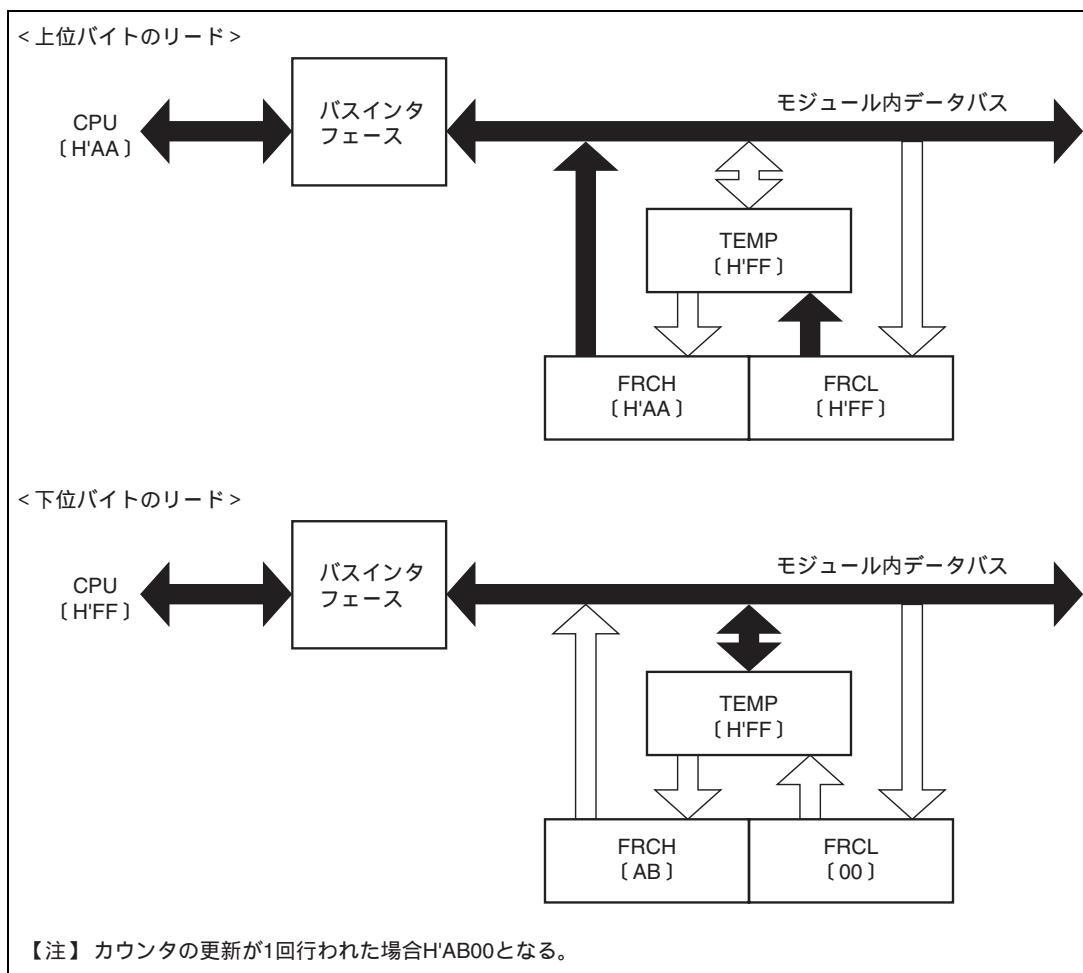 <上位バイトのリード>
CPU
〔H'AA〕
バスインタ
フェース
モジュール内データバス
TEMP
〔H'FF〕
FRCH
〔H'AA〕
FRCL
〔H'FF〕
<下位バイトのリード>
CPU
〔H'FF〕
バスインタ
フェース
モジュール内データバス
TEMP
〔H'FF〕
FRCH
〔AB〕
FRCL
〔00〕
【注】 カウンタの更新が1回行われた場合H'AB00となる。